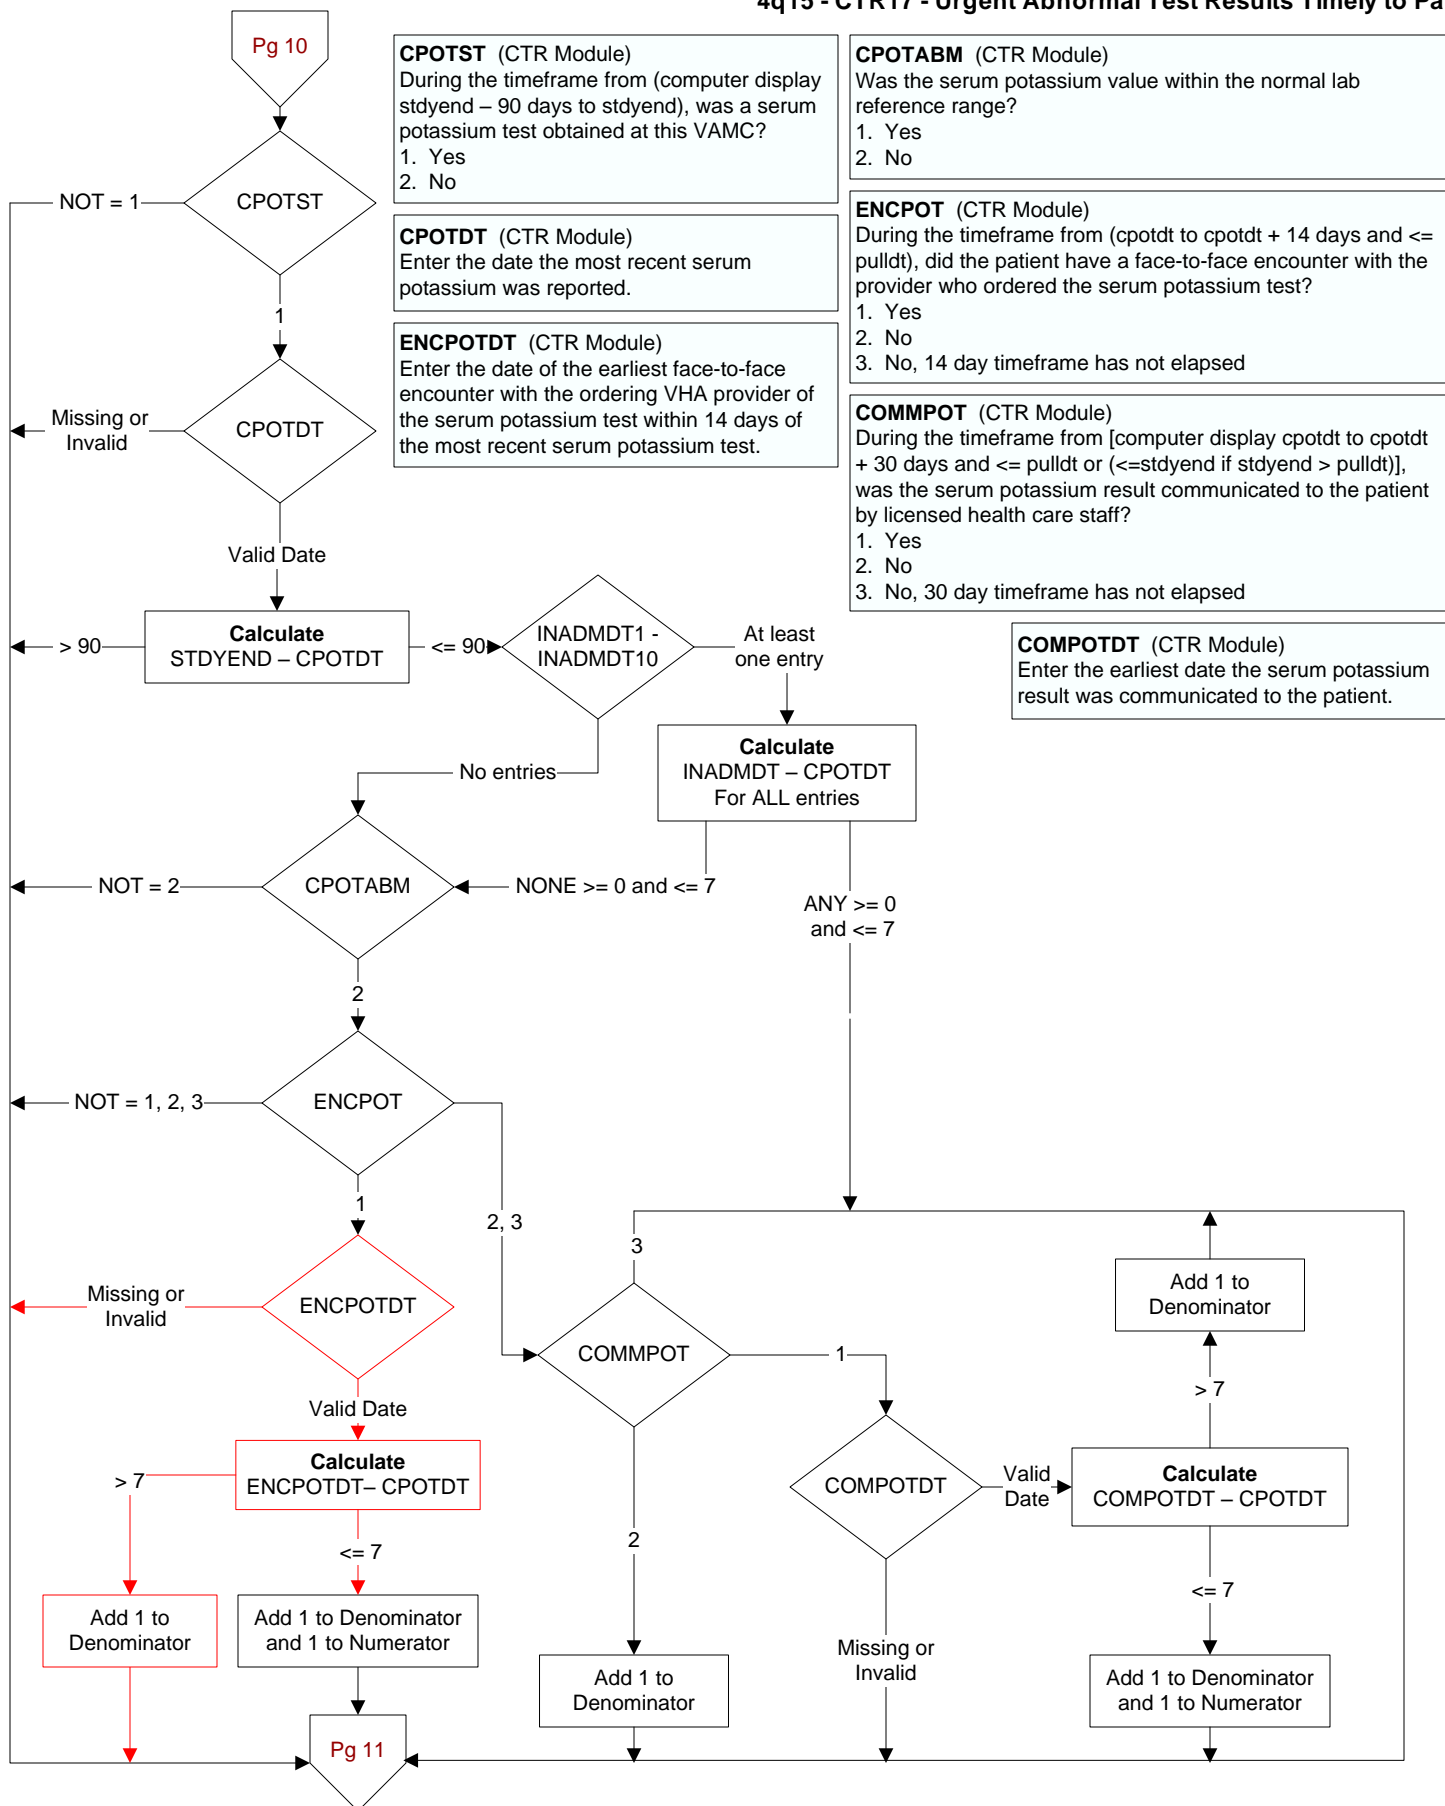 4q15 - CTR17 - Urgent Abnormal Test Results Timely to Pa
Pg 10
CPOTST (CTR Module)
During the timeframe from (computer display
stdyend – 90 days to stdyend), was a serum
potassium test obtained at this VAMC?
1. Yes
2. No
CPOTDT (CTR Module)
Enter the date the most recent serum
potassium was reported.
ENCPOTDT (CTR Module)
Enter the date of the earliest face-to-face
encounter with the ordering VHA provider of
the serum potassium test within 14 days of
the most recent serum potassium test.
CPOTABM (CTR Module)
Was the serum potassium value within the normal lab
reference range?
1. Yes
2. No
ENCPOT (CTR Module)
During the timeframe from (cpotdt to cpotdt + 14 days and <=
pulldt), did the patient have a face-to-face encounter with the
provider who ordered the serum potassium test?
1. Yes
2. No
3. No, 14 day timeframe has not elapsed
COMMPOT (CTR Module)
During the timeframe from [computer display cpotdt to cpotdt
+ 30 days and <= pulldt or (<=stdyend if stdyend > pulldt)],
was the serum potassium result communicated to the patient
by licensed health care staff?
1. Yes
2. No
3. No, 30 day timeframe has not elapsed
COMPOTDT (CTR Module)
Enter the earliest date the serum potassium
result was communicated to the patient.
NOT = 1
CPOTST
1
Missing or
Invalid
CPOTDT
Valid Date
> 90
Calculate
STDYEND – CPOTDT
<= 90
INADMDT1 -
INADMDT10
At least
one entry
No entries
Calculate
INADMDT – CPOTDT
For ALL entries
NOT = 2
CPOTABM
NONE >= 0 and <= 7
ANY >= 0
and <= 7
2
NOT = 1, 2, 3
ENCPOT
1
2, 3
3
Missing or
Invalid
ENCPOTDT
Add 1 to
Denominator
COMMPOT
1
> 7
Valid Date
> 7
Calculate
ENCPOTDT– CPOTDT
COMPOTDT
Valid
Date
Calculate
COMPOTDT – CPOTDT
2
<= 7
<= 7
Add 1 to
Denominator
Add 1 to Denominator
and 1 to Numerator
Missing or
Invalid
Add 1 to
Denominator
Add 1 to Denominator
and 1 to Numerator
Pg 11